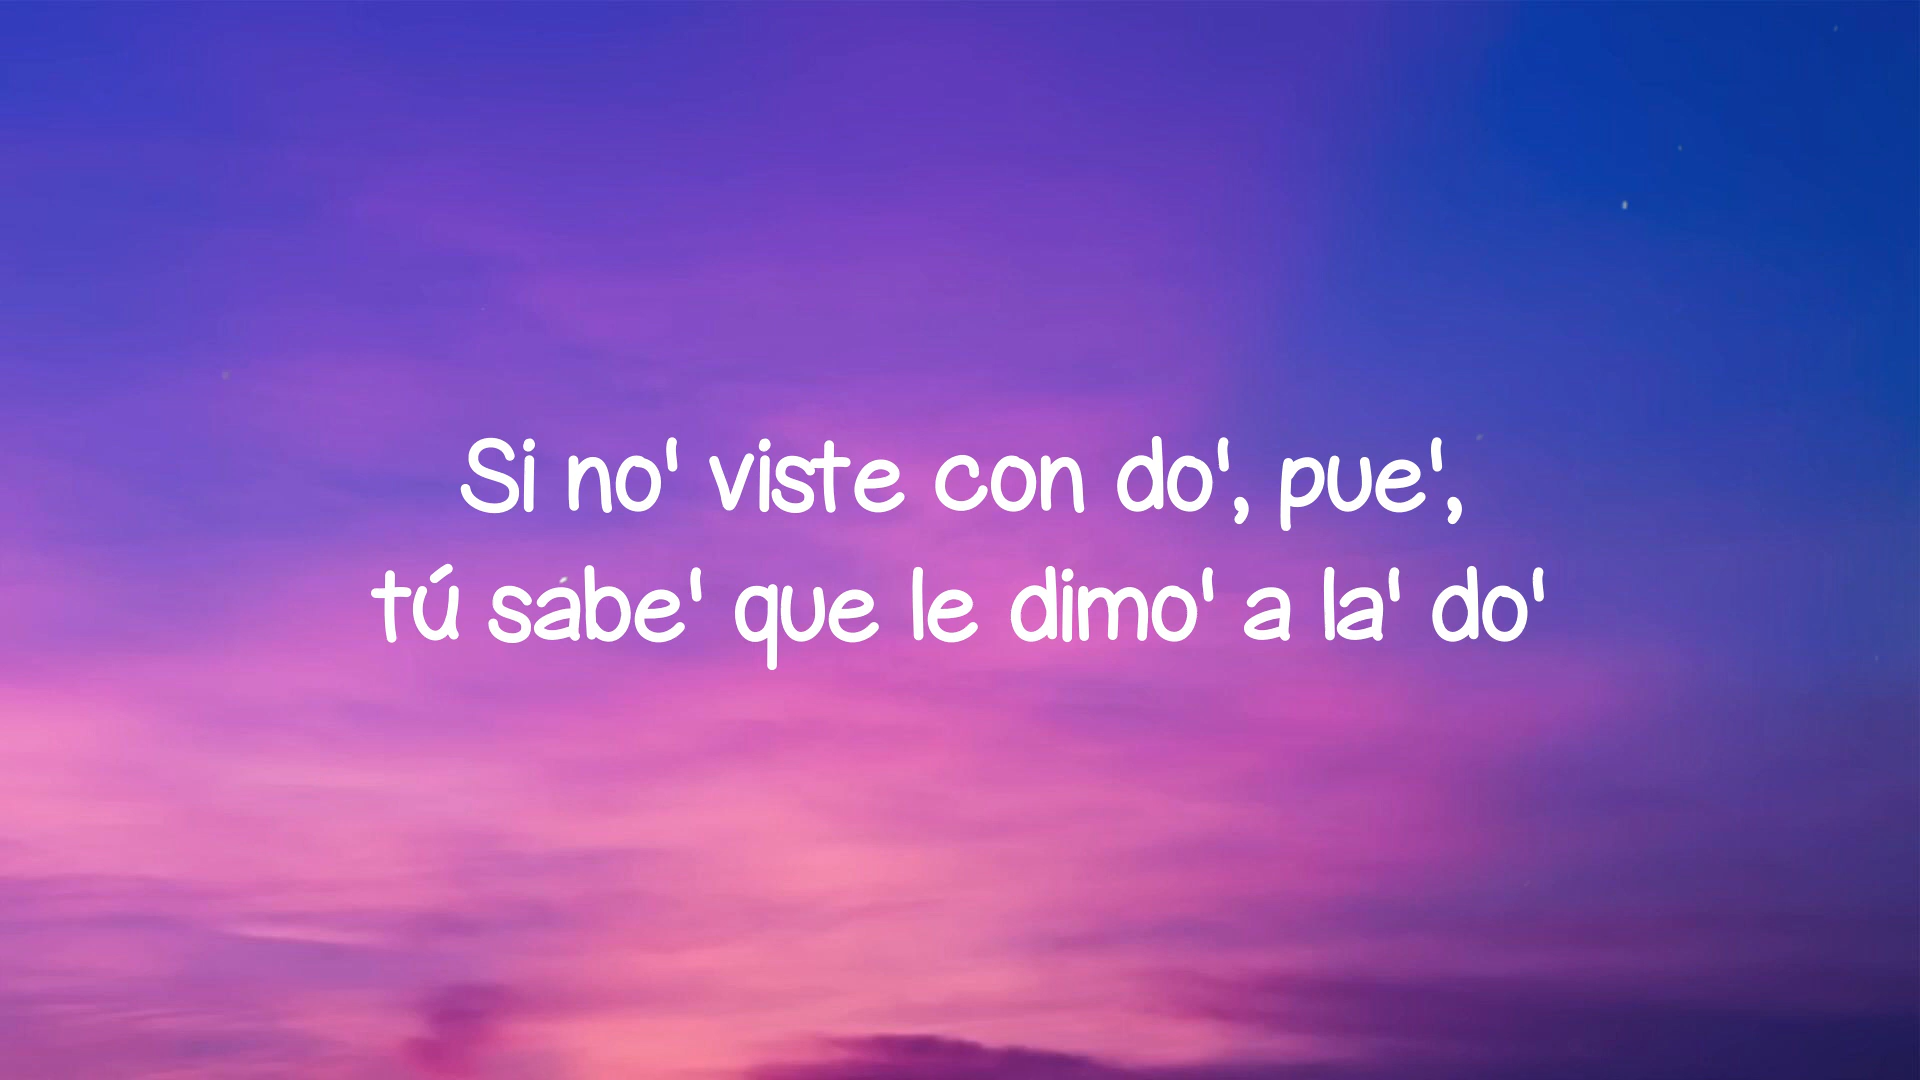 Si no' viste con do', pue',
tú sabe' que le dimo' a la' do'